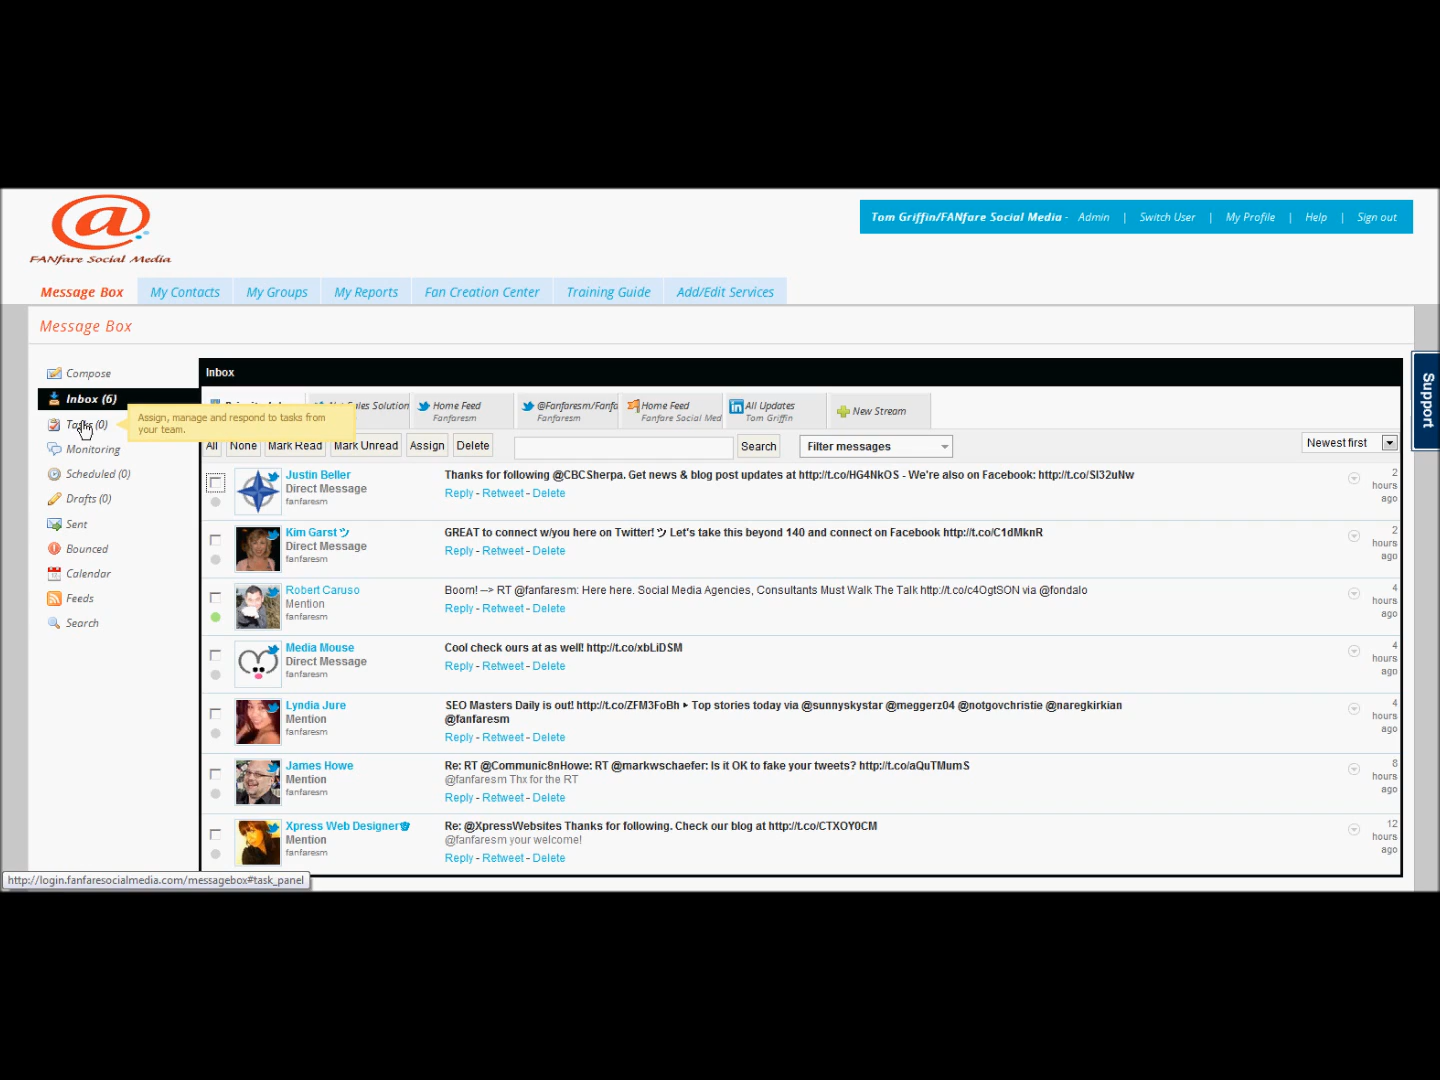 FANfare Social Media
Tom Griffin/FANfare Social Media - Admin | Switch User | My Profile | Help | Sign out
Message Box My Contacts My Groups My Reports Fan Creation Center Training Guide Add/Edit Services
Message Box
Support
Compose
Inbox (6)
Tasks (0)
Assign, manage and respond to tasks from
your team.
Monitoring
Scheduled (0)
Drafts (0)
Sent
Bounced
Calendar
Feeds
Search
Inbox
Sales Solution
Home Feed
Fanfaresm
@Fanfaresm/Fanfa
Fanfaresm
Home Feed
Fanfare Social Med
All Updates
Tom Griffin
New Stream
All None Mark Read Mark Unread Assign Delete Search Filter messages Newest first
Justin Beller
Direct Message
fanfaresm
Thanks for following @CBCSherpa. Get news & blog post updates at http://t.co/HG4NkOS - We're also on Facebook: http://t.co/SI32uNw
Reply - Retweet - Delete
2
hours
ago
Kim Garst ツ
Direct Message
fanfaresm
GREAT to connect w/you here on Twitter! ツ Let's take this beyond 140 and connect on Facebook http://t.co/C1dMknR
Reply - Retweet - Delete
2
hours
ago
Robert Caruso
Mention
fanfaresm
Boom! --> RT @fanfaresm: Here here. Social Media Agencies, Consultants Must Walk The Talk http://t.co/c4OgtSON via @fondalo
Reply - Retweet - Delete
4
hours
ago
Media Mouse
Direct Message
fanfaresm
Cool check ours at as well! http://t.co/xbLiDSM
Reply - Retweet - Delete
4
hours
ago
Lyndia Jure
Mention
fanfaresm
SEO Masters Daily is out! http://t.co/ZFM3FoBh ▸ Top stories today via @sunnyskystar @meggerz04 @notgovchristie @naregkirkian
@fanfaresm
Reply - Retweet - Delete
4
hours
ago
James Howe
Mention
fanfaresm
Re: RT @Communic8nHowe: RT @markwschaefer: Is it OK to fake your tweets? http://t.co/aQuTMumS
@fanfaresm Thx for the RT
Reply - Retweet - Delete
8
hours
ago
Xpress Web Designer
Mention
fanfaresm
Re: @XpressWebsites Thanks for following. Check our blog at http://t.co/CTXOY0CM
@fanfaresm your welcome!
Reply - Retweet - Delete
12
hours
ago
http://login.fanfaresocialmedia.com/messagebox#task_panel